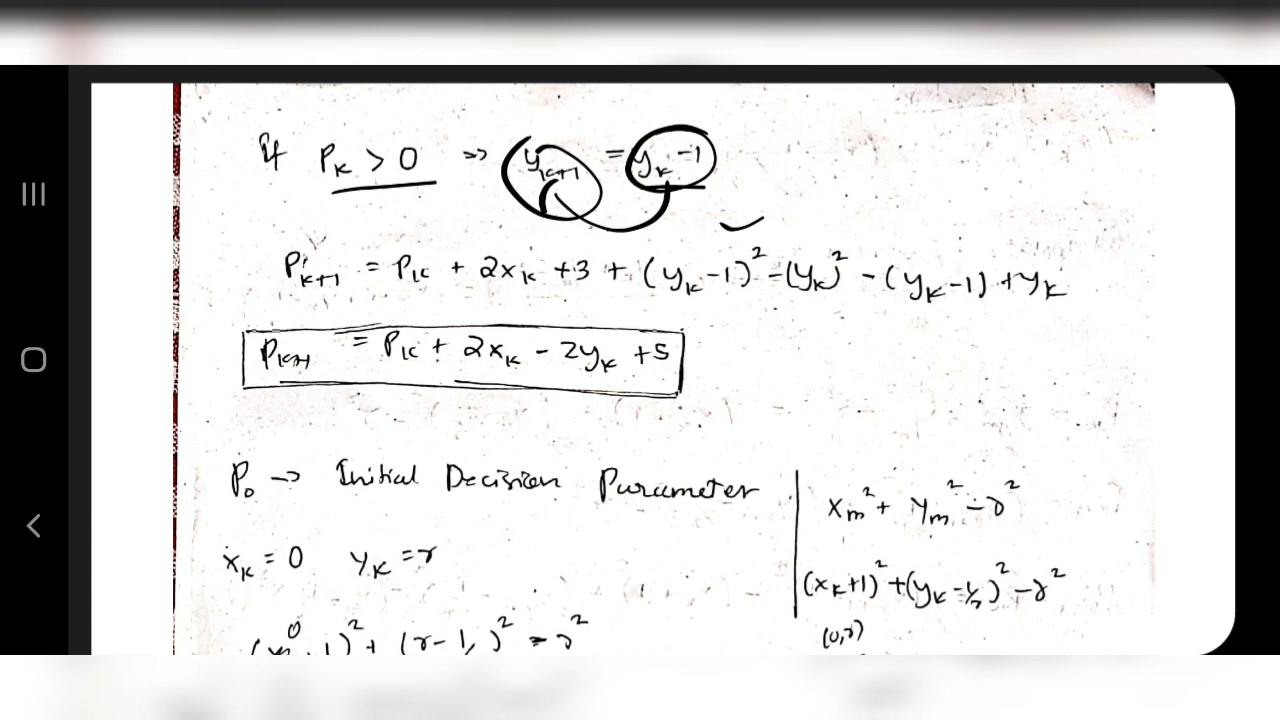 If Pk > 0 => yk+1 = yk -1
Pk+1 = Pk + 2xk +3 + (yk -1)² -(yk)² -(yk -1) +yk
Pk+1 = Pk + 2xk - 2yk +5
P0 -> Initial Decision Parameter
xk = 0 yk = r
xm² + ym² - r²
(xk+1)² +(yk -1/2)² -r²
(0,r)